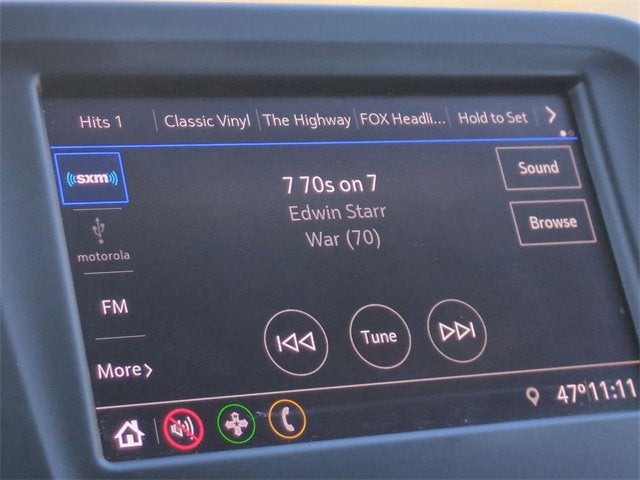 Hits 1 Classic Vinyl The Highway FOX Headli... Hold to Set
sxm
7 70s on 7
Sound
Edwin Starr
Browse
War (70)
motorola
FM
Tune
More
47° 11:11